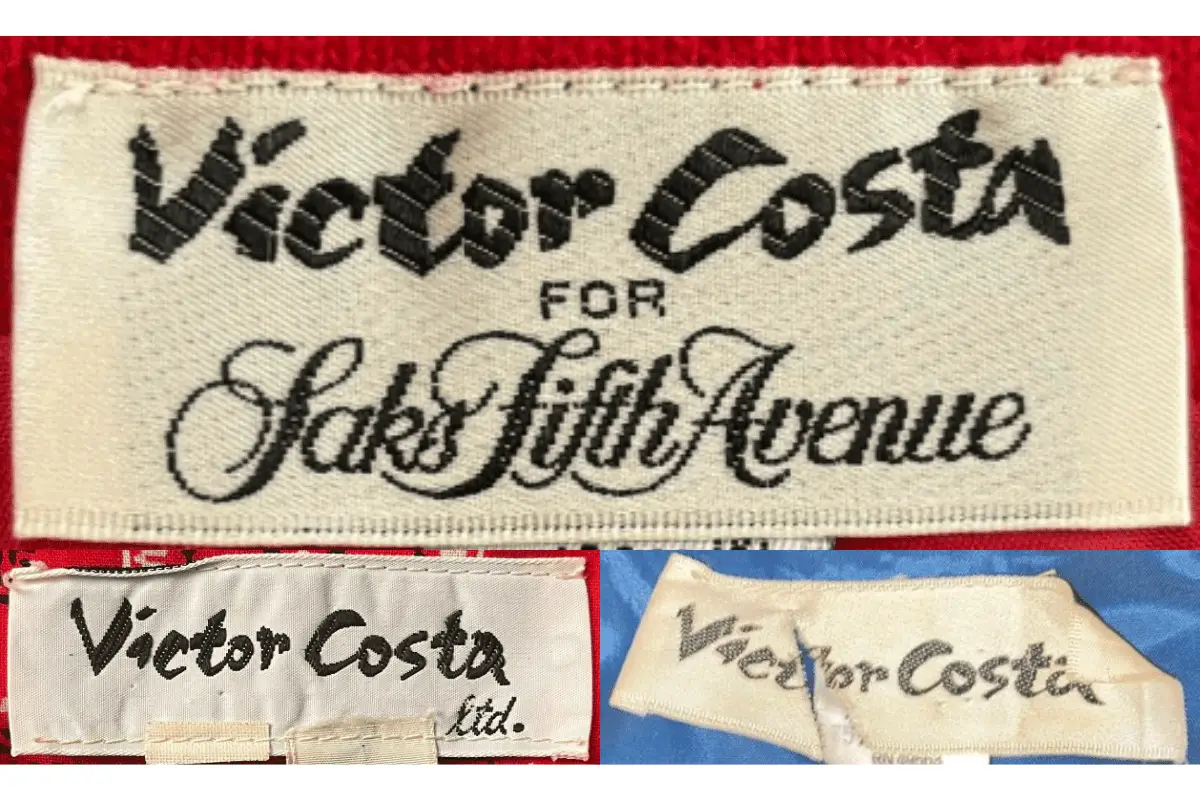 Victor Costa
FOR
Saks Fifth Avenue
Victor Costa
ltd.
Victor Costa